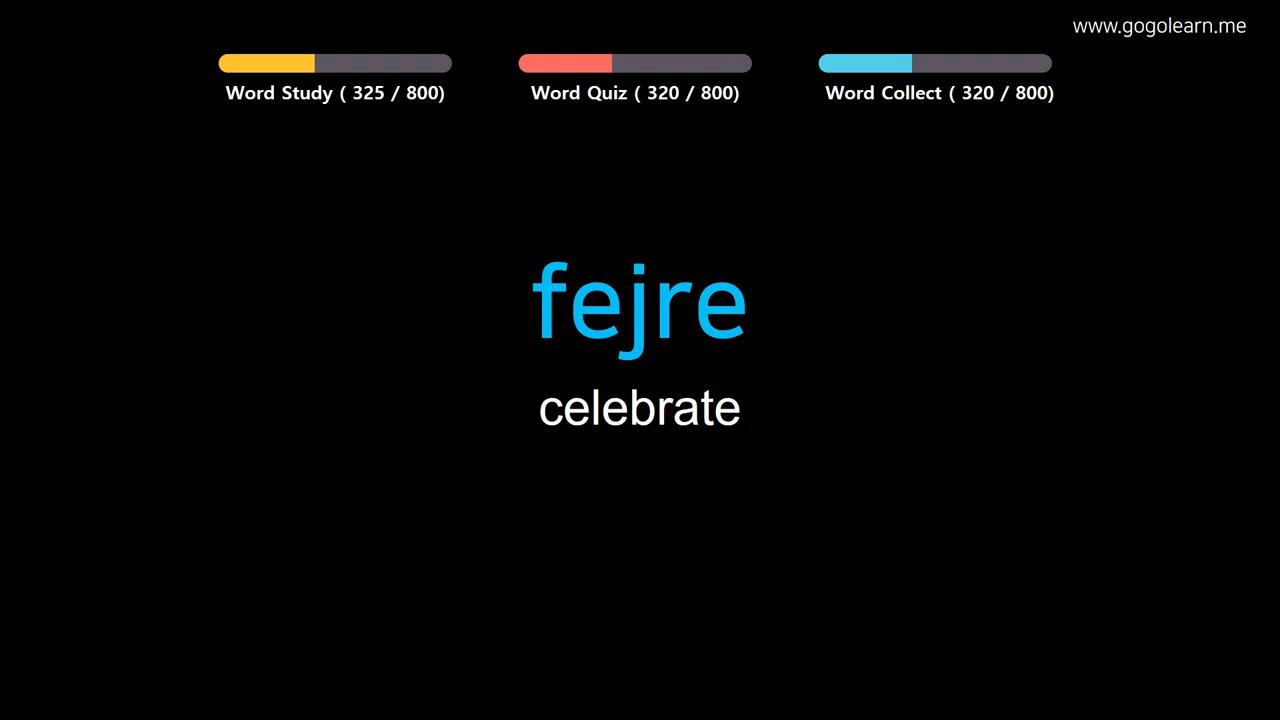 www.gogolearn.me
Word Study ( 325 / 800)
Word Quiz ( 320 / 800)
Word Collect ( 320 / 800)
fejre
celebrate